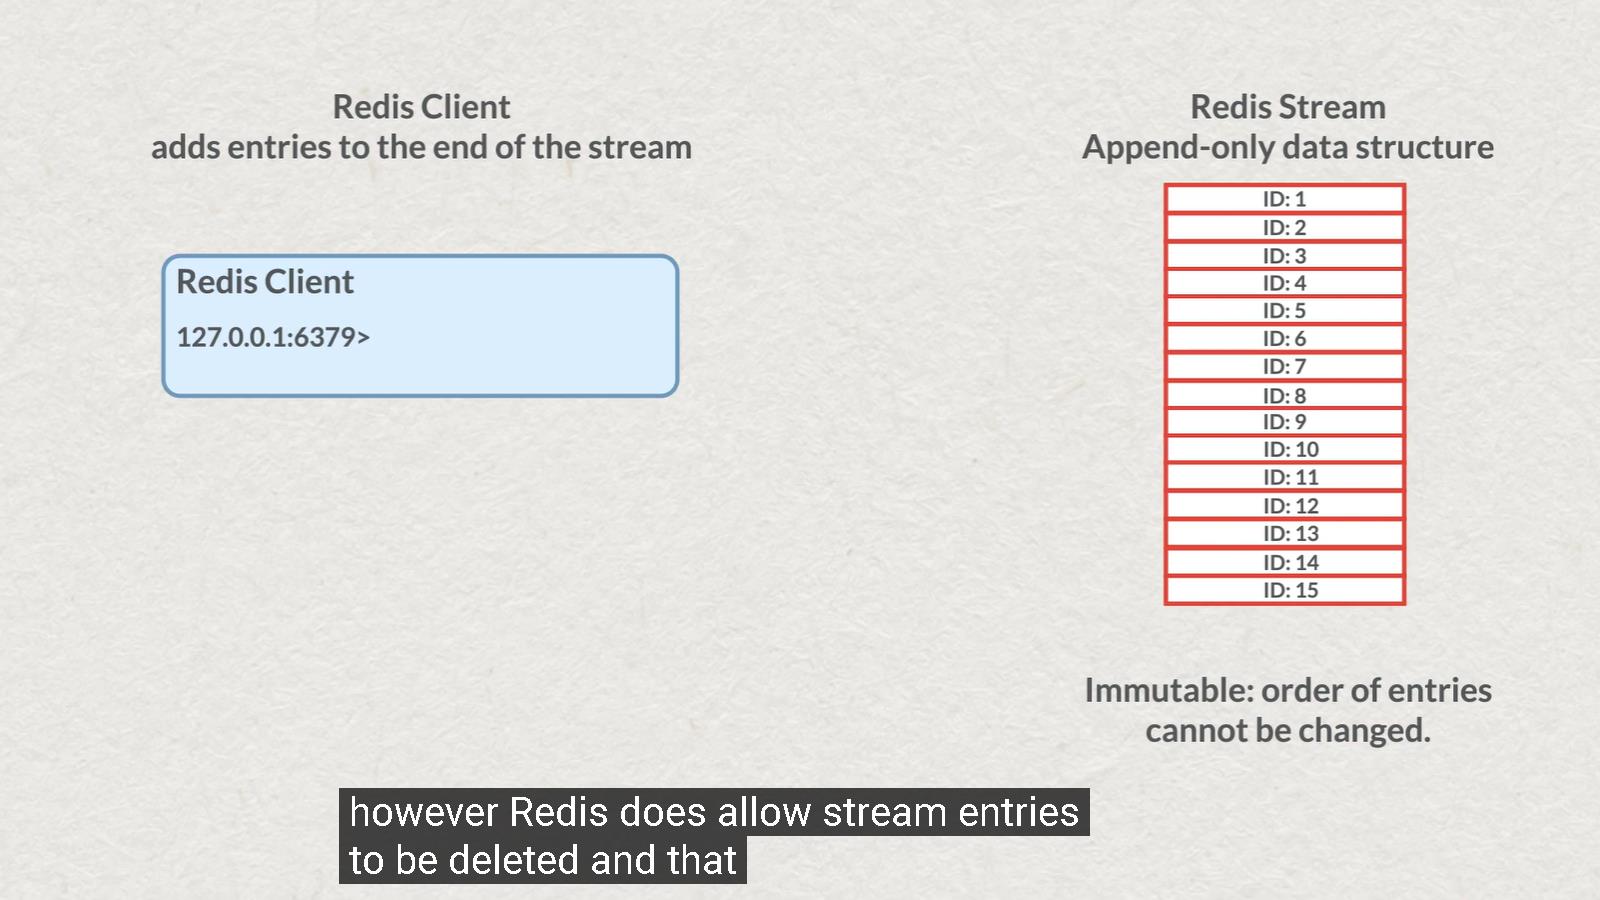 Redis Client
adds entries to the end of the stream
Redis Client
127.0.0.1:6379>
Redis Stream
Append-only data structure
ID: 1
ID: 2
ID: 3
ID: 4
ID: 5
ID: 6
ID: 7
ID: 8
ID: 9
ID: 10
ID: 11
ID: 12
ID: 13
ID: 14
ID: 15
Immutable: order of entries
cannot be changed.
however Redis does allow stream entries
to be deleted and that